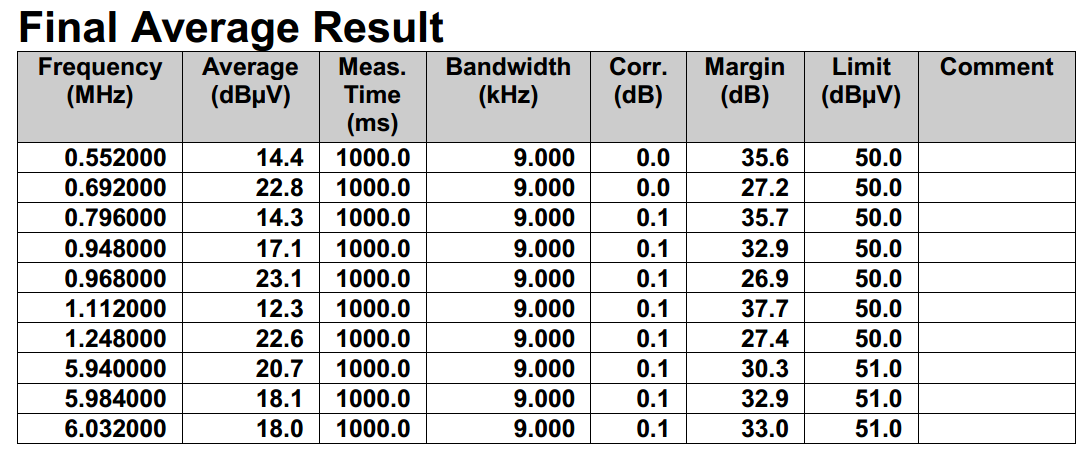 Final Average Result
Frequency (MHz) Average (dBµV) Meas. Time (ms) Bandwidth (kHz) Corr. (dB) Margin (dB) Limit (dBµV) Comment
0.552000 14.4 1000.0 9.000 0.0 35.6 50.0
0.692000 22.8 1000.0 9.000 0.0 27.2 50.0
0.796000 14.3 1000.0 9.000 0.1 35.7 50.0
0.948000 17.1 1000.0 9.000 0.1 32.9 50.0
0.968000 23.1 1000.0 9.000 0.1 26.9 50.0
1.112000 12.3 1000.0 9.000 0.1 37.7 50.0
1.248000 22.6 1000.0 9.000 0.1 27.4 50.0
5.940000 20.7 1000.0 9.000 0.1 30.3 51.0
5.984000 18.1 1000.0 9.000 0.1 32.9 51.0
6.032000 18.0 1000.0 9.000 0.1 33.0 51.0